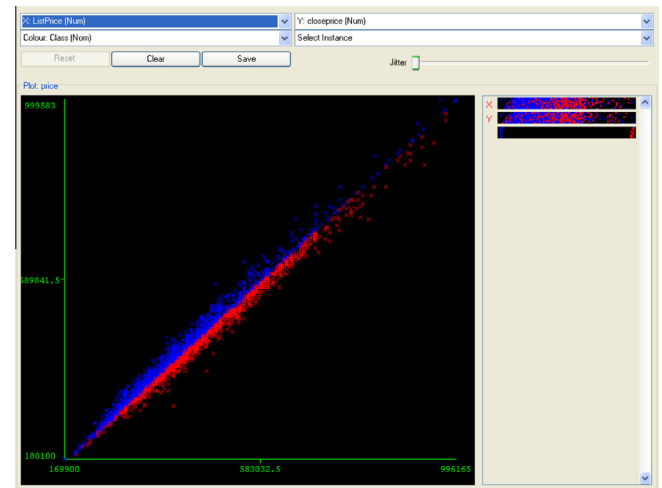 X: ListPrice (Num) Y: closeprice (Num)
Colour: Class (Nom) Select Instance
Reset Clear Save Jitter
Plot: price
999583
589841.5
180100
169900 583032.5 996165
X
Y